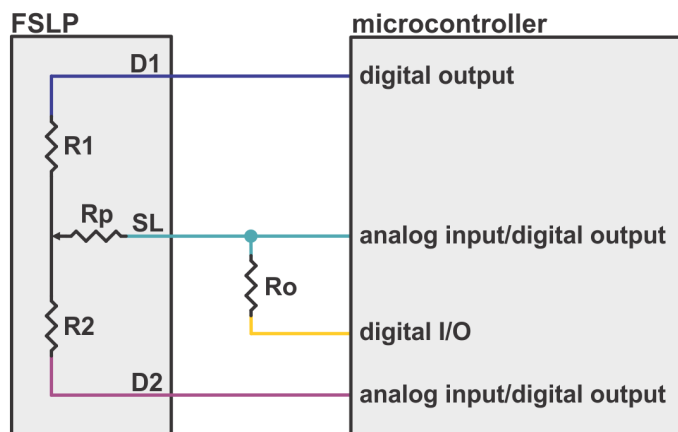 FSLP
microcontroller
D1
digital output
R1
Rp
SL
analog input/digital output
Ro
R2
digital I/O
D2
analog input/digital output